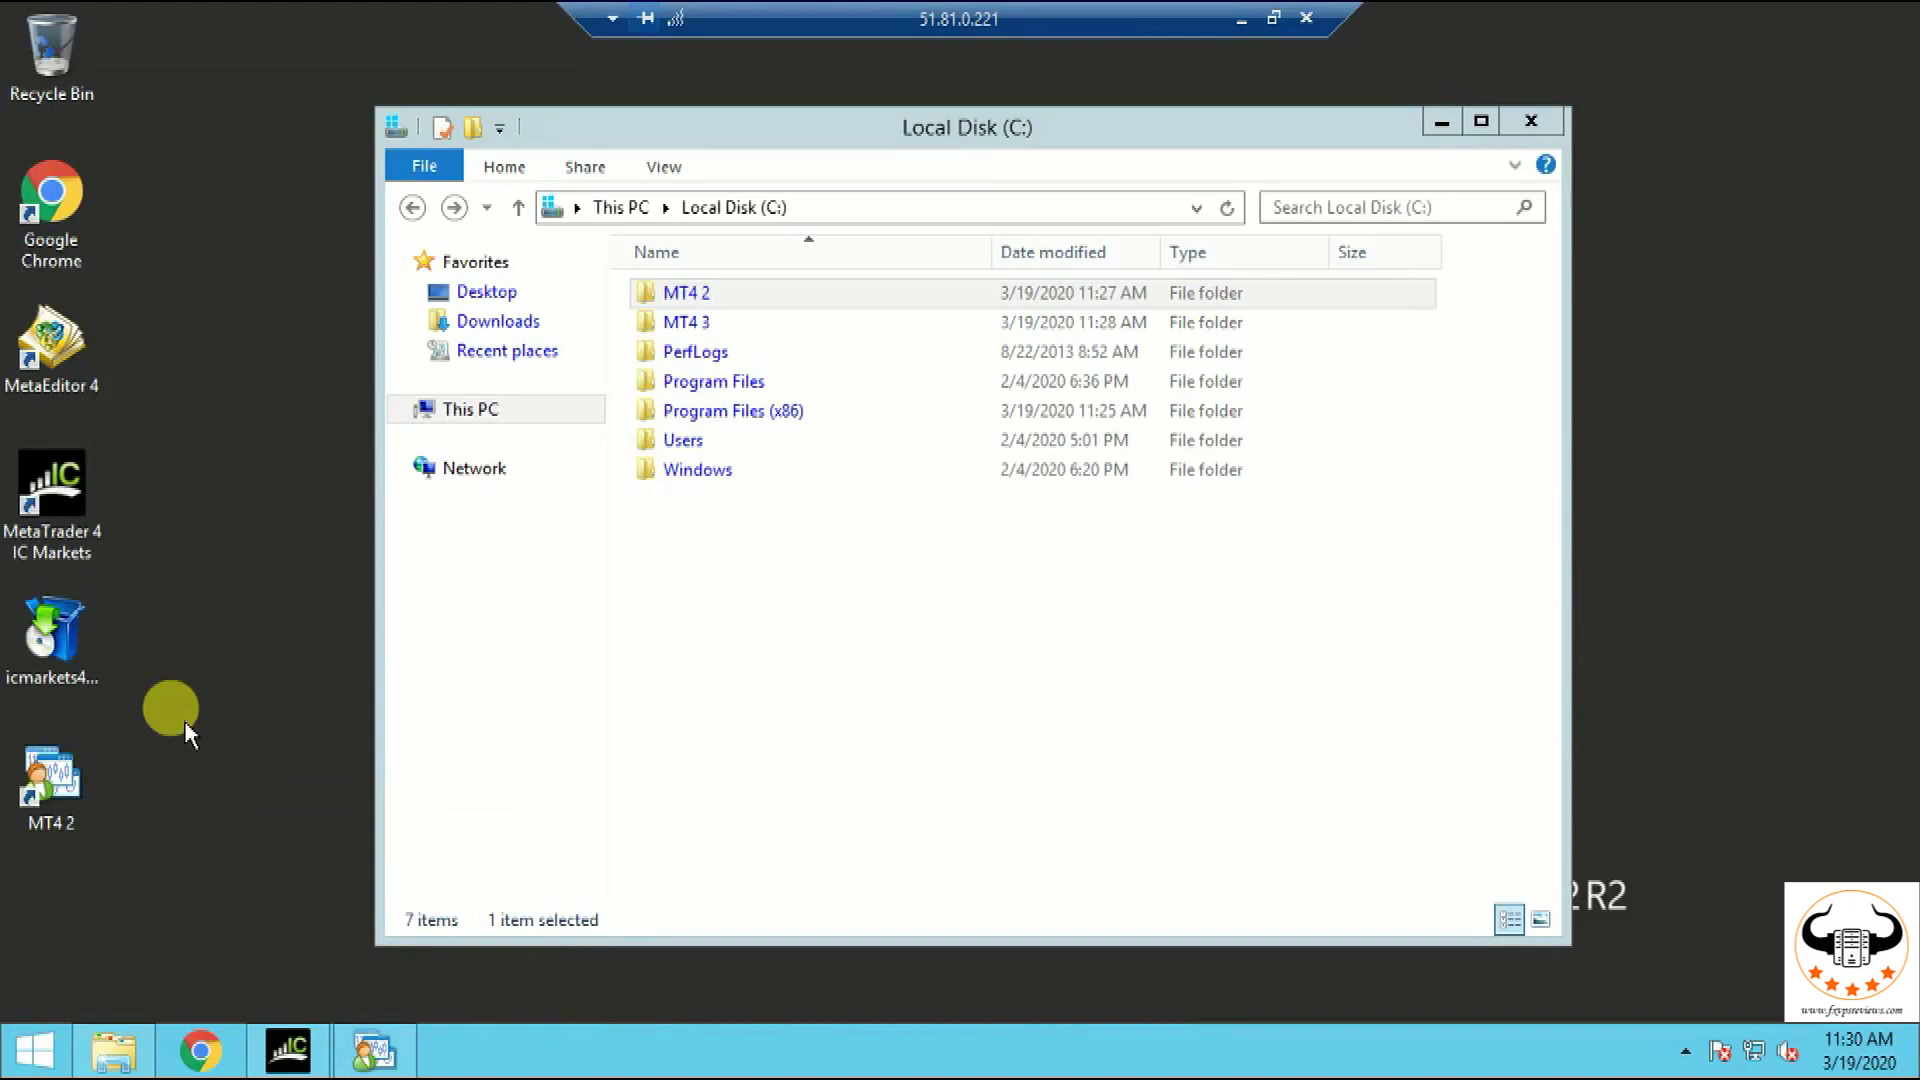 51.81.0.221
Recycle Bin
Google
Chrome
MetaEditor 4
IC
MetaTrader 4
IC Markets
icmarkets4...
MT4 2
Local Disk (C:)
File Home Share View
This PC Local Disk (C:)
Search Local Disk (C:)
Favorites
Desktop
Downloads
Recent places
This PC
Network
Name Date modified Type Size
MT4 2 3/19/2020 11:27 AM File folder
MT4 3 3/19/2020 11:28 AM File folder
PerfLogs 8/22/2013 8:52 AM File folder
Program Files 2/4/2020 6:36 PM File folder
Program Files (x86) 3/19/2020 11:25 AM File folder
Users 2/4/2020 5:01 PM File folder
Windows 2/4/2020 6:20 PM File folder
7 items 1 item selected
2 R2
www.fxvpsreviews.com
IC
11:30 AM
3/19/2020